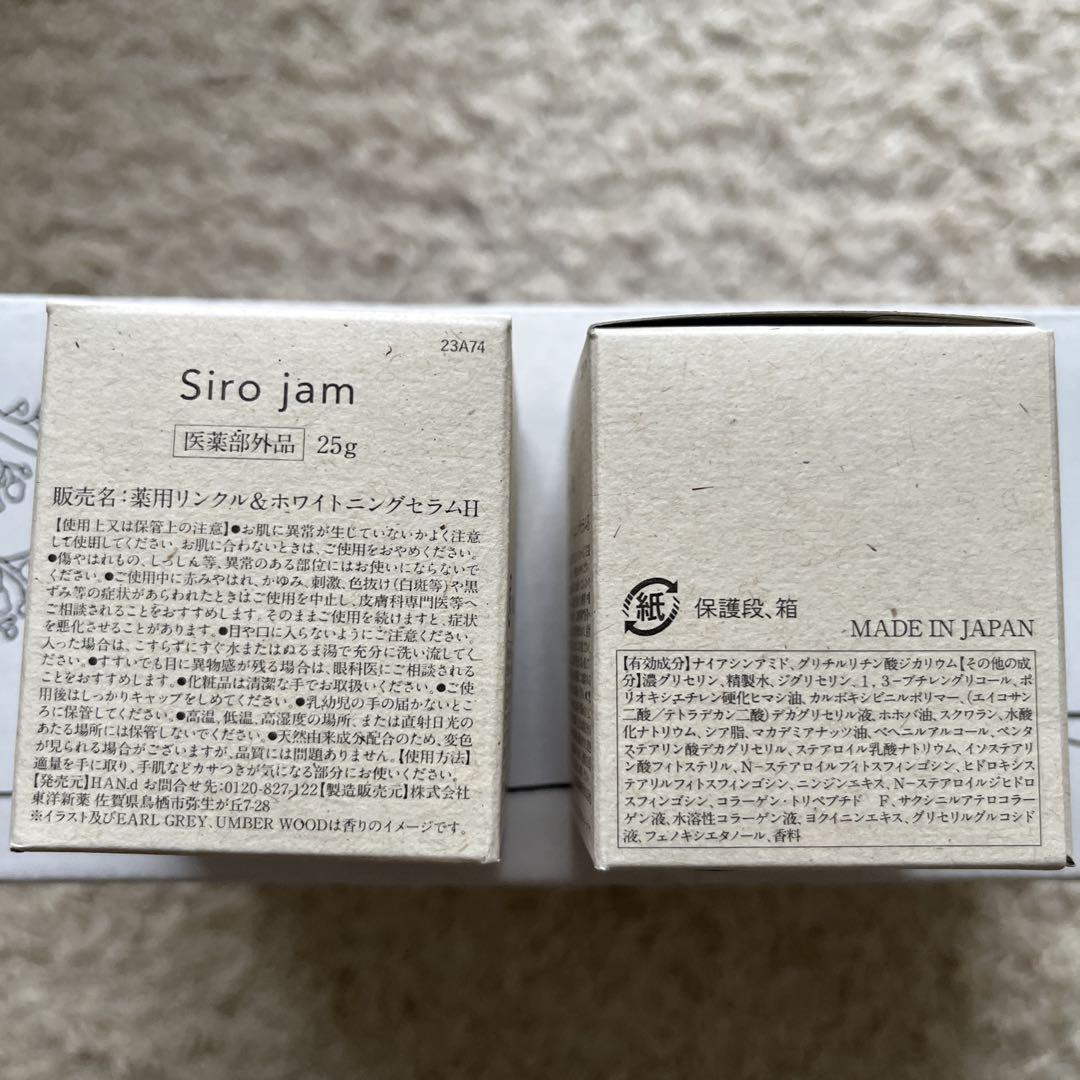 23A74
Siro jam
医薬部外品 25g
販売名：薬用リンクル＆ホワイトニングセラムH
【使用上又は保管上の注意】●お肌に異常が生じていないかよく注意
して使用してください。お肌に合わないときは、ご使用をおやめください。
●傷やはれもの、しっしん等、異常のある部位にはお使いにならないで
ください。●ご使用中に赤みやはれ、かゆみ、刺激、色抜け(白斑等)や黒
ずみ等の症状があらわれたときはご使用を中止し、皮膚科専門医等へ
ご相談されることをおすすめします。そのままご使用を続けますと、症状
を悪化させることがあります。●目や口に入らないようにご注意ください。
入った場合は、こすらずにすぐ水またはぬるま湯で充分に洗い流してく
ださい。●すすいでも目に異物感が残る場合は、眼科医にご相談される
ことをおすすめします。●化粧品は清潔な手でお取扱いください。●ご使
用後はしっかりキャップをしめてください。●乳幼児の手の届かないとこ
ろに保管してください。●高温、低温、高湿度の場所、または直射日光の
あたる場所には保管しないでください。●天然由来成分配合のため、変色
が見られる場合がございますが、品質には問題ありません。【使用方法】
適量を手に取り、手肌などカサつきが気になる部分にお使いください。
【発売元】HAN.d お問合せ先：0120-827-122【製造販売元】株式会社
東洋新薬 佐賀県鳥栖市弥生が丘7-28
※イラスト及びEARL GREY、UMBER WOODは香りのイメージです。
紙 保護段、箱
MADE IN JAPAN
【有効成分】ナイアシンアミド、グリチルリチン酸ジカリウム【その他の成
分】濃グリセリン、精製水、ジグリセリン、1，3－ブチレングリコール、ポ
リオキシエチレン硬化ヒマシ油、カルボキシビニルポリマー、(エイコサン
二酸／テトラデカン二酸)デカグリセリル液、ホホバ油、スクワラン、水酸
化ナトリウム、シア脂、マカデミアナッツ油、ベヘニルアルコール、ペンタ
ステアリン酸デカグリセリル、ステアロイル乳酸ナトリウム、イソステアリ
ン酸フィトステリル、N－ステアロイルフィトスフィンゴシン、ヒドロキシス
テアリルフィトスフィンゴシン、ニンジンエキス、N－ステアロイルジヒドロ
スフィンゴシン、コラーゲン・トリペプチド F、サクシニルアテロコラー
ゲン液、水溶性コラーゲン液、ヨクイニンエキス、グリセリルグルコシド
液、フェノキシエタノール、香料